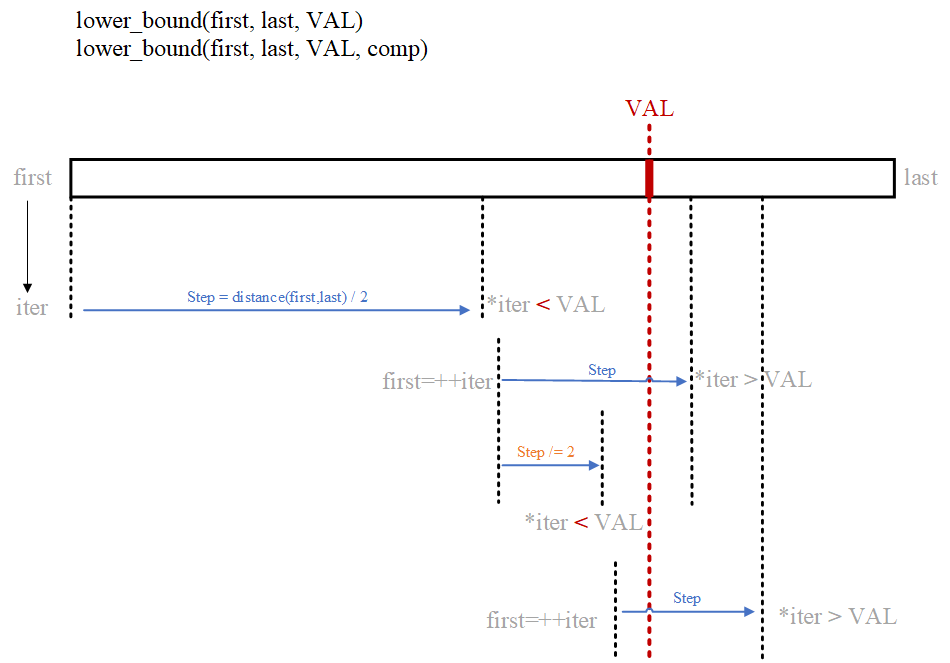 lower_bound(first, last, VAL)
lower_bound(first, last, VAL, comp)
VAL
first
last
Step = distance(first,last) / 2
iter
*iter < VAL
Step
first=++iter
*iter > VAL
Step /= 2
*iter < VAL
Step
first=++iter
*iter > VAL